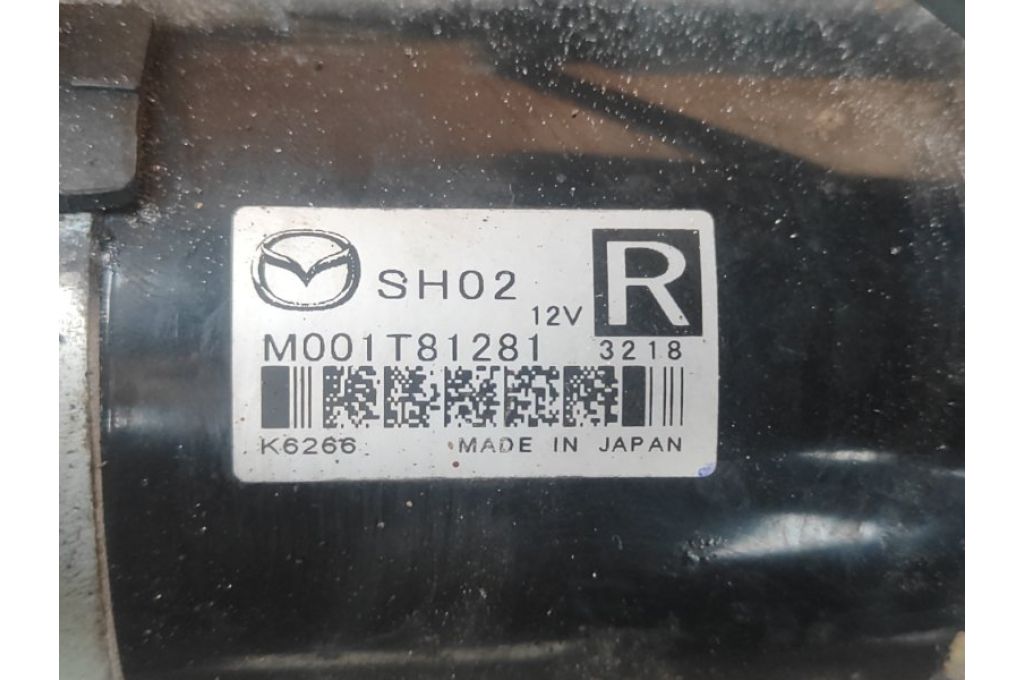 SH02
12V
R
M001T81281
3218
K6266
MADE IN JAPAN